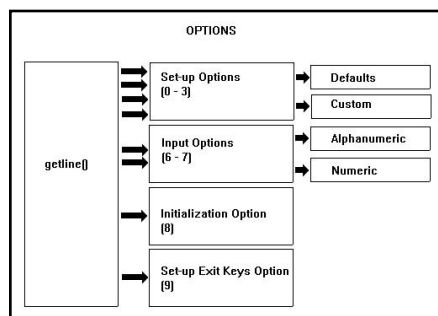 OPTIONS
getline()
Set-up Options
(0 - 3)
Defaults
Custom
Input Options
(6 - 7)
Alphanumeric
Numeric
Initialization Option
(8)
Set-up Exit Keys Option
(9)